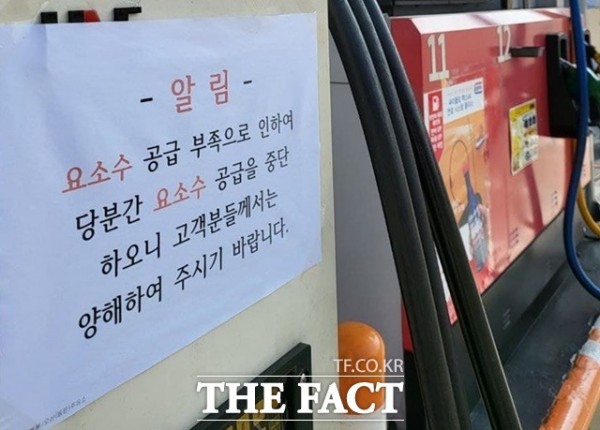 - 알 림 -
요소수 공급 부족으로 인하여
당분간 요소수 공급을 중단
하오니 고객분들께서는
양해하여 주시기 바랍니다.
11
12
TF.CO.KR
THE FACT